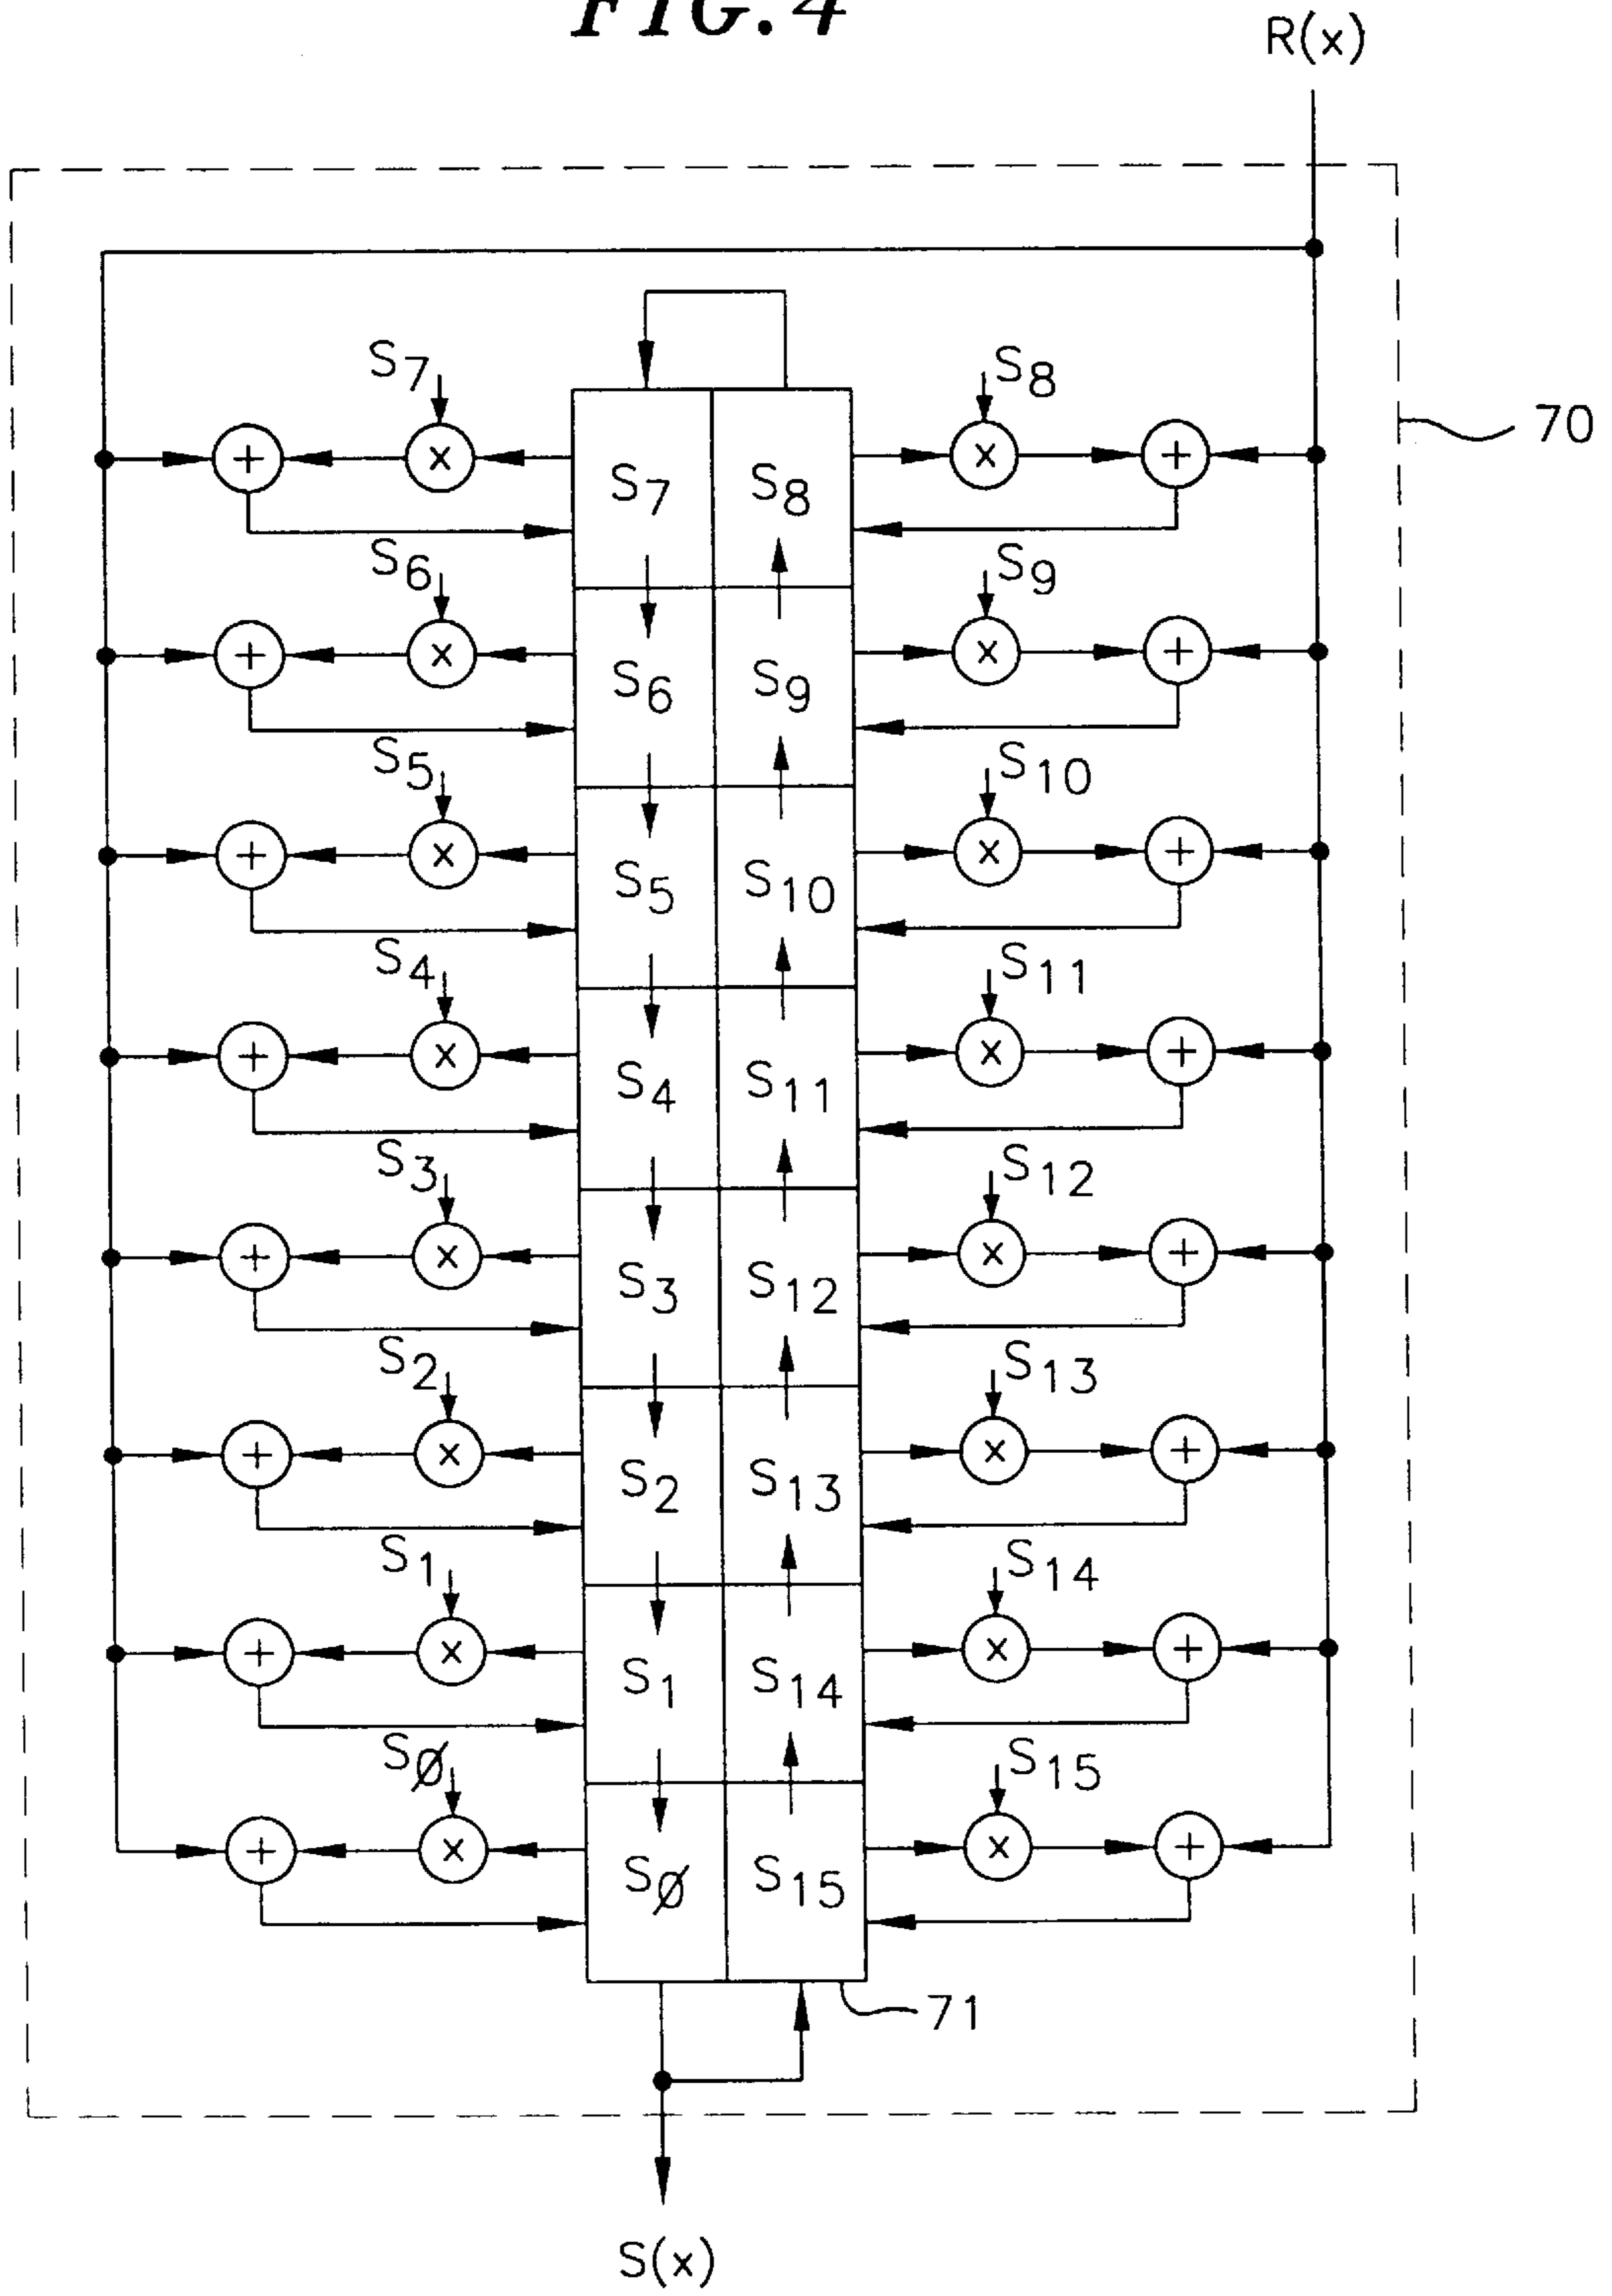 FIG. 4
R(x)
70
S7
S8
+
x
S7
S8
x
+
S6
S9
+
x
S6
S9
x
+
S5
S10
+
x
S5
S10
x
+
S4
S11
+
x
S4
S11
x
+
S3
S12
+
x
S3
S12
x
+
S2
S13
+
x
S2
S13
x
+
S1
S14
+
x
S1
S14
x
+
SØ
S15
+
x
SØ
S15
x
+
71
S(x)